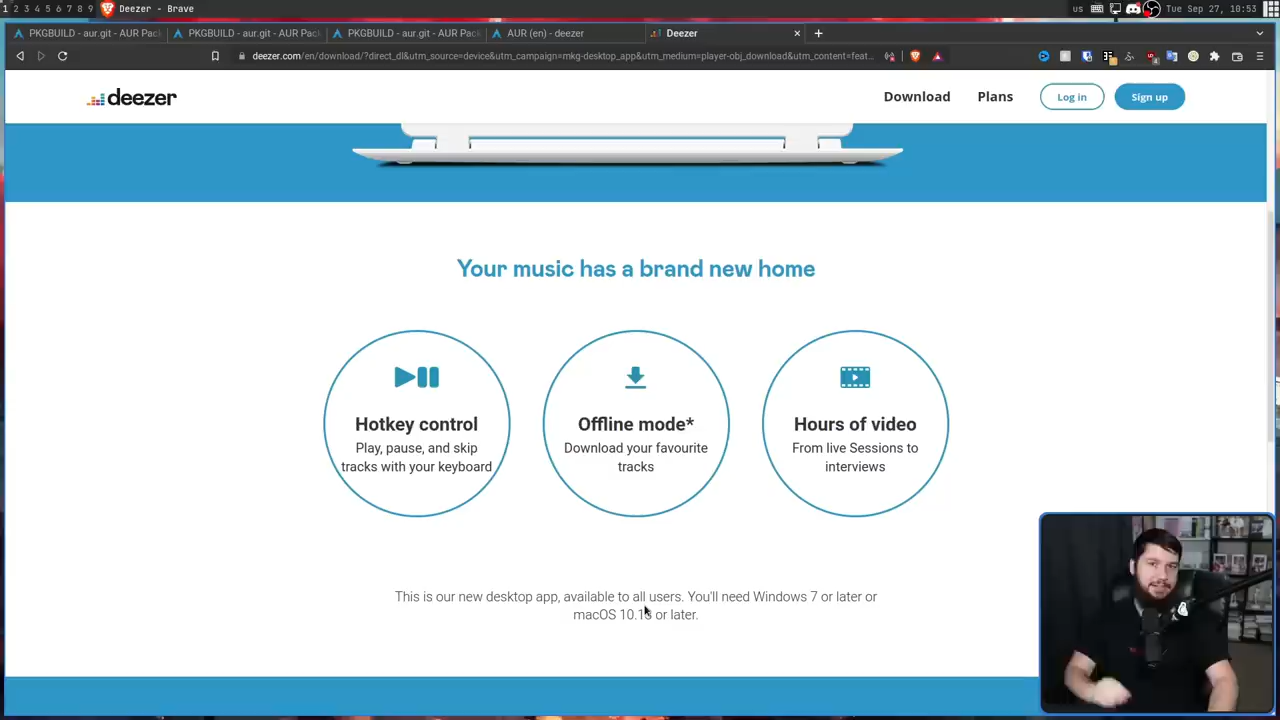 1 2 3 4 5 6 7 8 9 Deezer - Brave us Tue Sep 27, 10:53
PKGBUILD - aur.git - AUR Pac PKGBUILD - aur.git - AUR Pack PKGBUILD - aur.git - AUR Pack AUR (en) - deezer Deezer
deezer.com/en/download/?direct_dl&utm_source=device&utm_campaign=mkg-desktop_app&utm_medium=player-obj_download&utm_content=feat...
deezer Download Plans Log in Sign up
Your music has a brand new home
Hotkey control
Play, pause, and skip
tracks with your keyboard
Offline mode*
Download your favourite
tracks
Hours of video
From live Sessions to
interviews
This is our new desktop app, available to all users. You'll need Windows 7 or later or
macOS 10.13 or later.